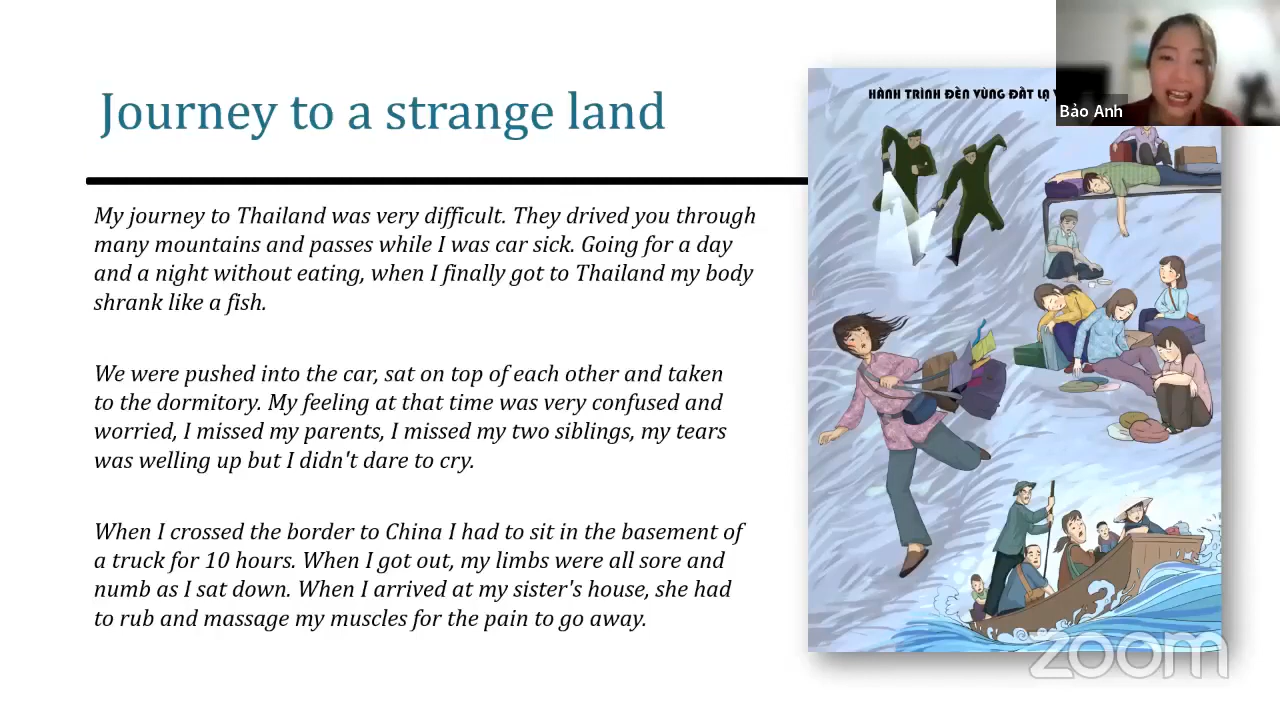 Journey to a strange land
My journey to Thailand was very difficult. They drived you through
many mountains and passes while I was car sick. Going for a day
and a night without eating, when I finally got to Thailand my body
shrank like a fish.
We were pushed into the car, sat on top of each other and taken
to the dormitory. My feeling at that time was very confused and
worried, I missed my parents, I missed my two siblings, my tears
was welling up but I didn't dare to cry.
When I crossed the border to China I had to sit in the basement of
a truck for 10 hours. When I got out, my limbs were all sore and
numb as I sat down. When I arrived at my sister's house, she had
to rub and massage my muscles for the pain to go away.
HÀNH TRÌNH ĐẾN VÙNG ĐẤT LẠ
Bảo Anh
zoom